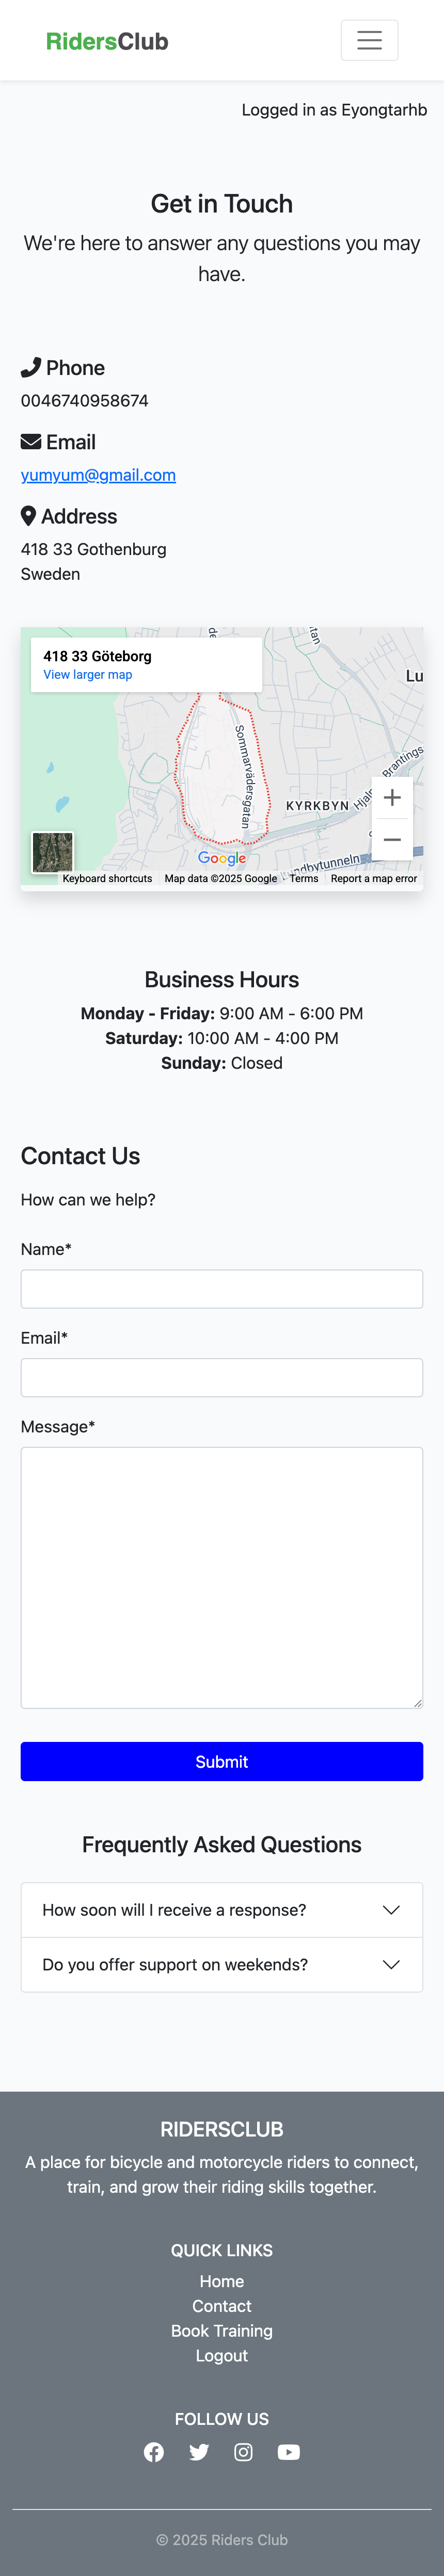 RidersClub
Logged in as Eyongtarhb
Get in Touch
We're here to answer any questions you may
have.
Phone
0046740958674
Email
yumyum@gmail.com
Address
418 33 Gothenburg
Sweden
418 33 Göteborg
View larger map
Lu
Sommarvädersgatan
KYRKBYN
Brantings
Hjalm
Google
ndbytunneln
Keyboard shortcuts
Map data ©2025 Google
Terms
Report a map error
Business Hours
Monday - Friday: 9:00 AM - 6:00 PM
Saturday: 10:00 AM - 4:00 PM
Sunday: Closed
Contact Us
How can we help?
Name*
Email*
Message*
Submit
Frequently Asked Questions
How soon will I receive a response?
Do you offer support on weekends?
RIDERSCLUB
A place for bicycle and motorcycle riders to connect,
train, and grow their riding skills together.
QUICK LINKS
Home
Contact
Book Training
Logout
FOLLOW US
© 2025 Riders Club